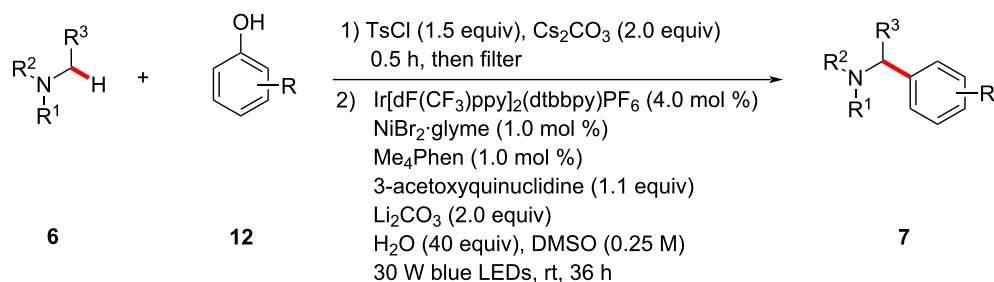 R³
R²
N
H
R¹
+
OH
R
1) TsCl (1.5 equiv), Cs₂CO₃ (2.0 equiv)
0.5 h, then filter
2) Ir[dF(CF₃)ppy]₂(dtbbpy)PF₆ (4.0 mol %)
NiBr₂·glyme (1.0 mol %)
Me₄Phen (1.0 mol %)
3-acetoxyquinuclidine (1.1 equiv)
Li₂CO₃ (2.0 equiv)
H₂O (40 equiv), DMSO (0.25 M)
30 W blue LEDs, rt, 36 h
R³
R²
N
R¹
R
6
12
7